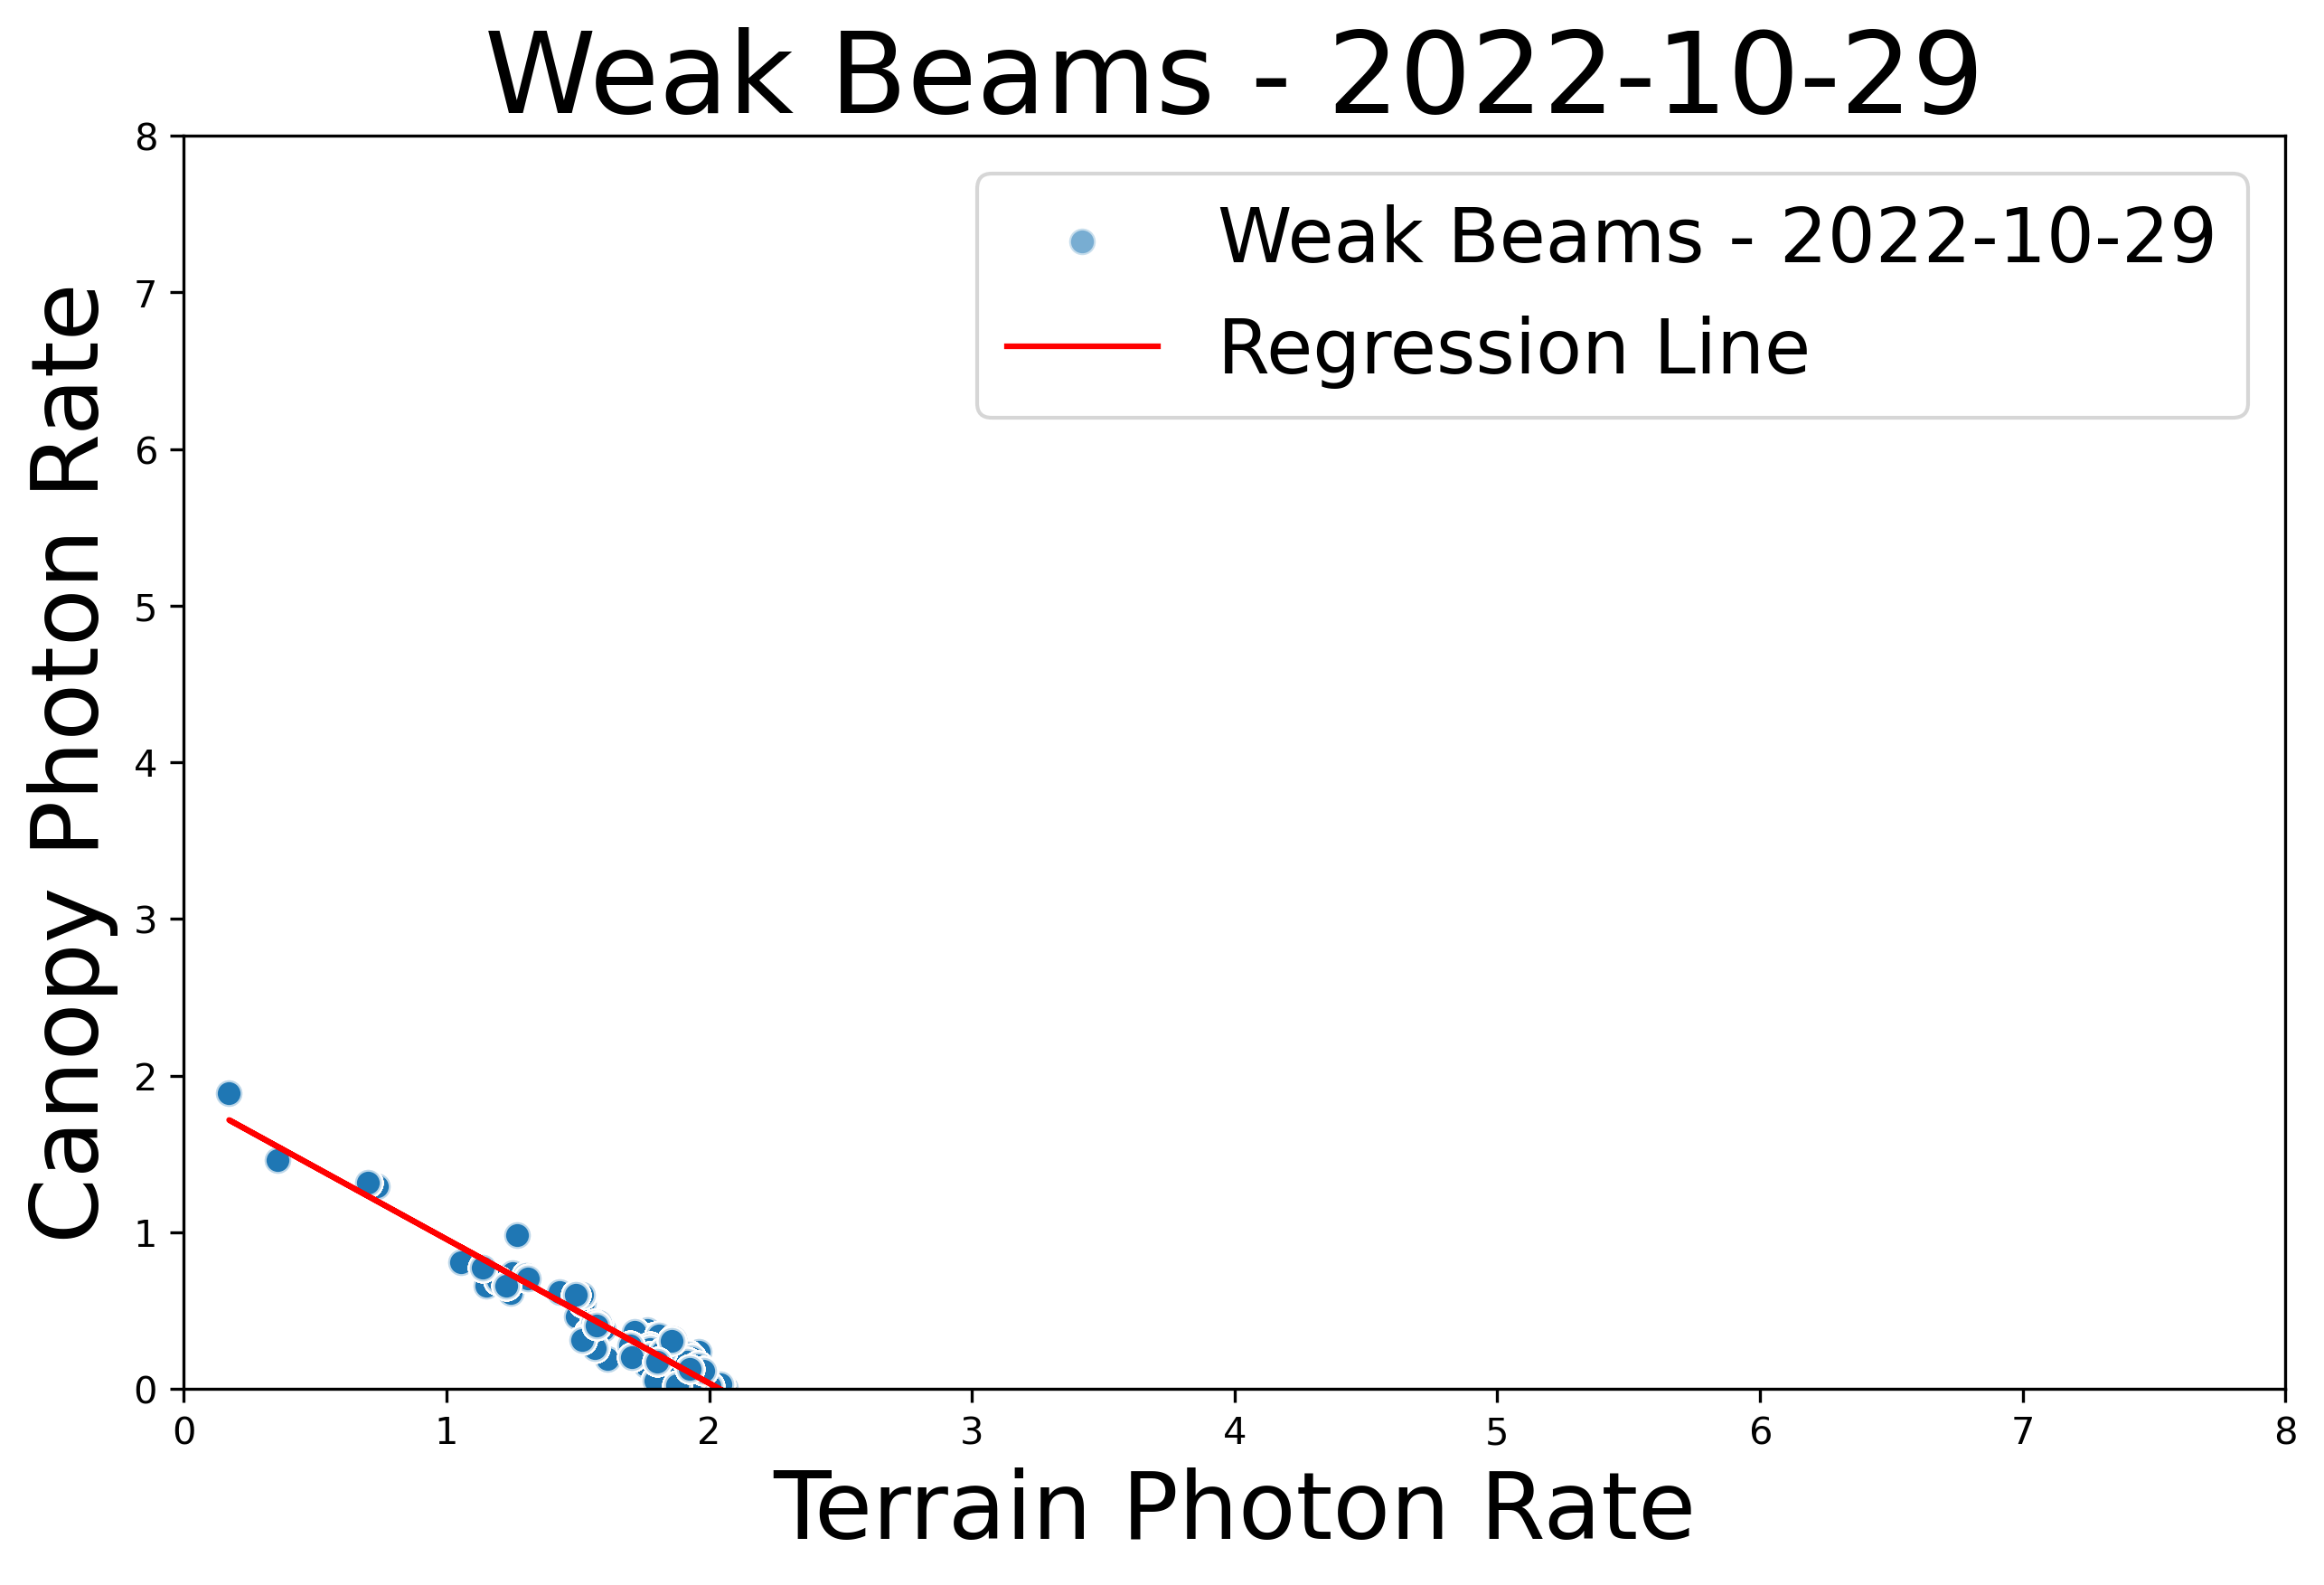 Weak Beams - 2022-10-29
Weak Beams - 2022-10-29
Regression Line
Canopy Photon Rate
8
7
6
5
4
3
2
1
0
0 1 2 3 4 5 6 7 8
Terrain Photon Rate